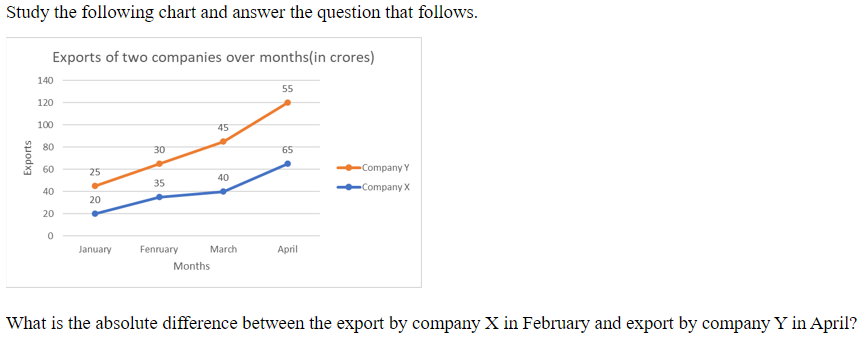 Study the following chart and answer the question that follows.
Exports of two companies over months(in crores)
140
120
100
80
60
40
20
0
Exports
25
30
45
55
20
35
40
65
Company Y
Company X
January Fenruary March April
Months
What is the absolute difference between the export by company X in February and export by company Y in April?